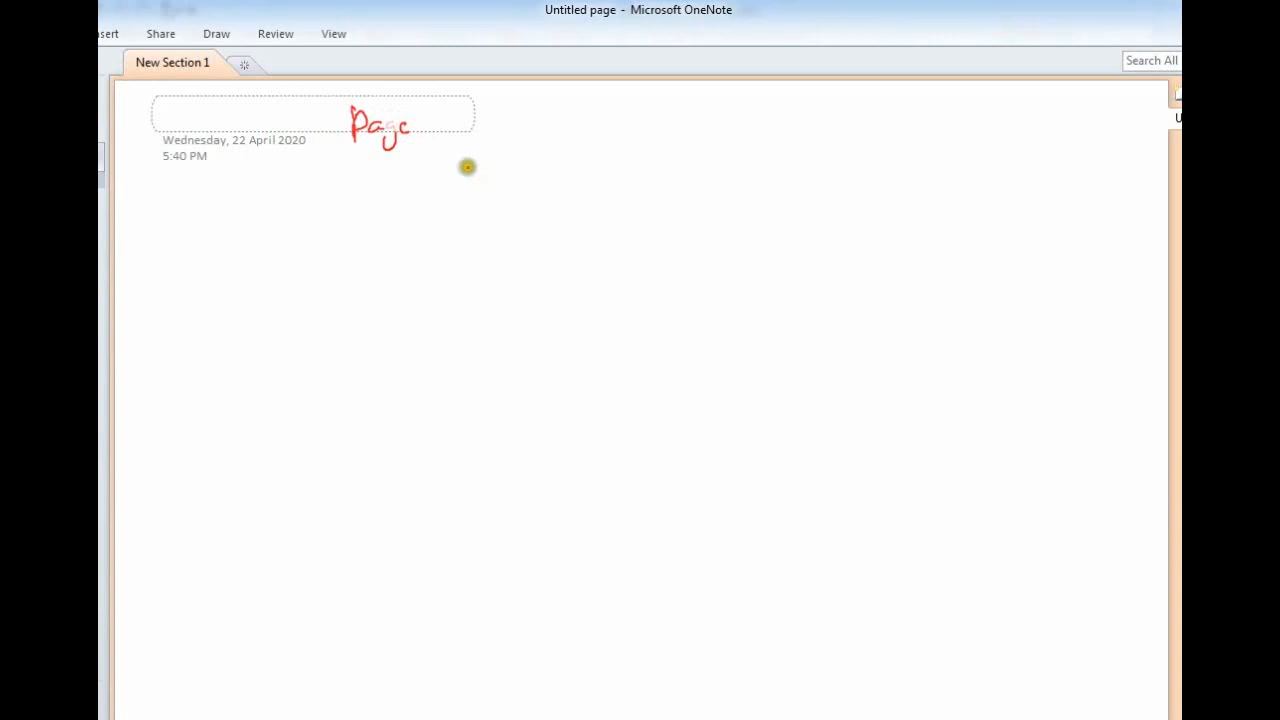 Untitled page - Microsoft OneNote
sert Share Draw Review View
New Section 1
Search All
Page
U
Wednesday, 22 April 2020
5:40 PM